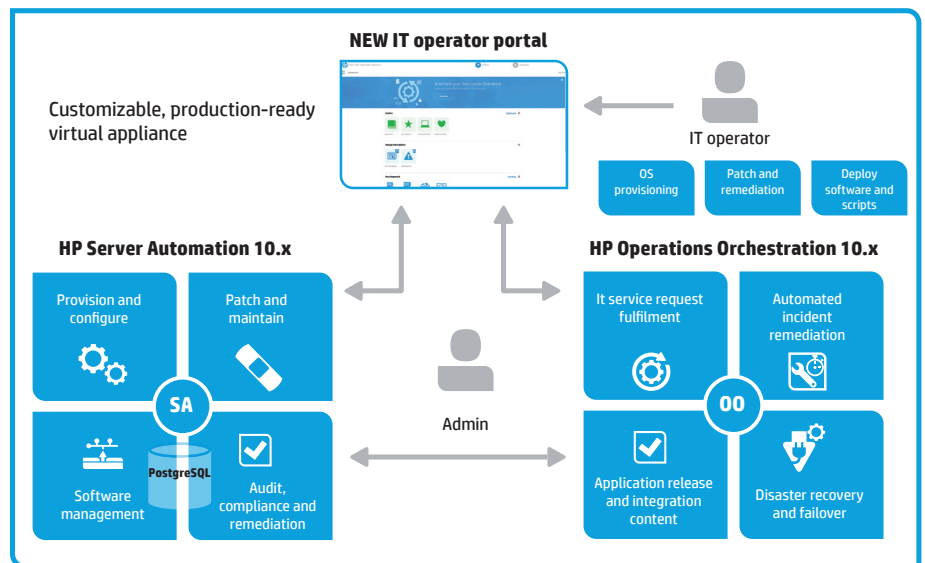 NEW IT operator portal
Customizable, production-ready
virtual appliance
IT operator
OS
provisioning
Patch and
remediation
Deploy
software and
scripts
HP Server Automation 10.x
Provision and
configure
Patch and
maintain
SA
PostgreSQL
Software
management
Audit,
compliance and
remediation
Admin
HP Operations Orchestration 10.x
It service request
fulfilment
Automated
incident
remediation
OO
Application release
and integration
content
Disaster recovery
and failover